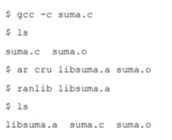 $ gcc -c suma.c
$ ls
suma.c  suma.o
$ ar cru libsuma.a suma.o
$ ranlib libsuma.a
$ ls
libsuma.a  suma.c  suma.o